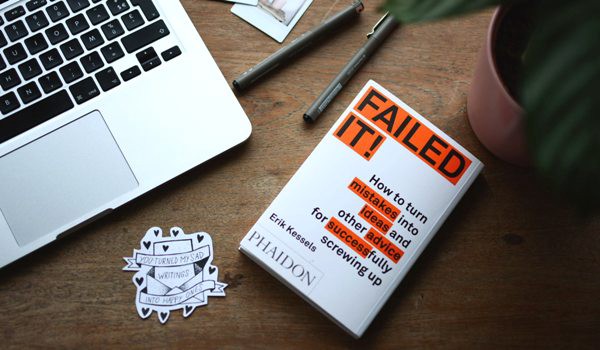 FAILED
IT!
How to turn
mistakes into
ideas and
other advice
for successfully
screwing up
Erik Kessels
PHAIDON
YOU TURNED MY SAD
WRITINGS
INTO HAPPY ONES